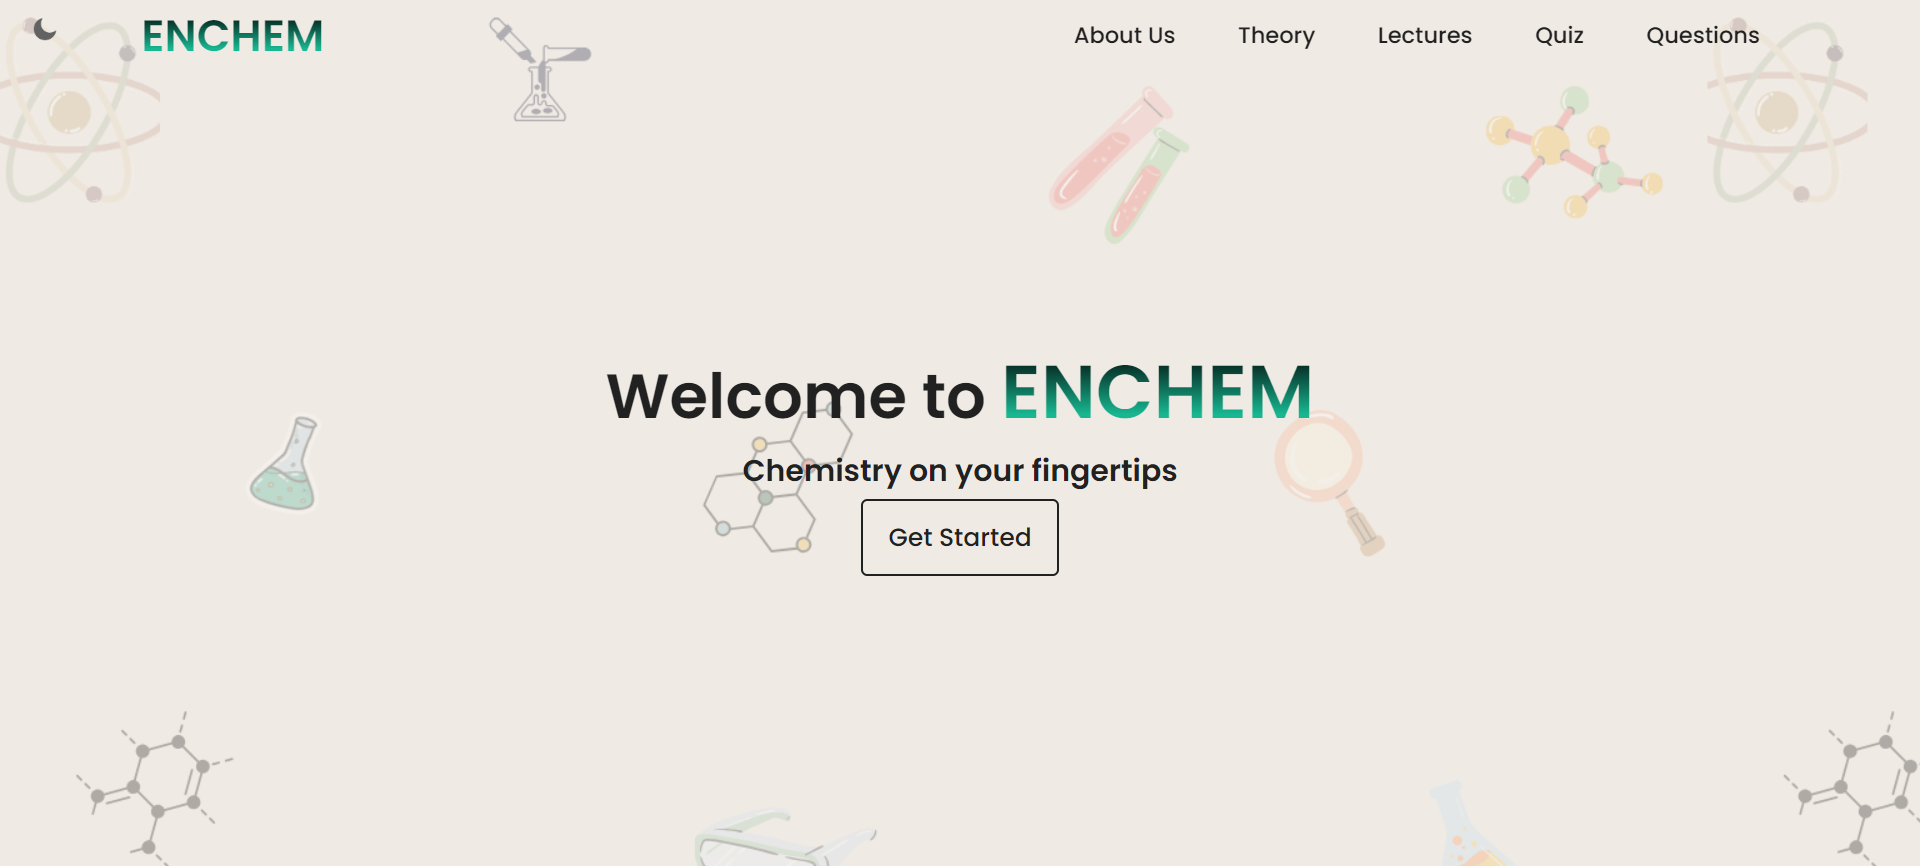 ENCHEM
About Us Theory Lectures Quiz Questions
Welcome to ENCHEM
Chemistry on your fingertips
Get Started